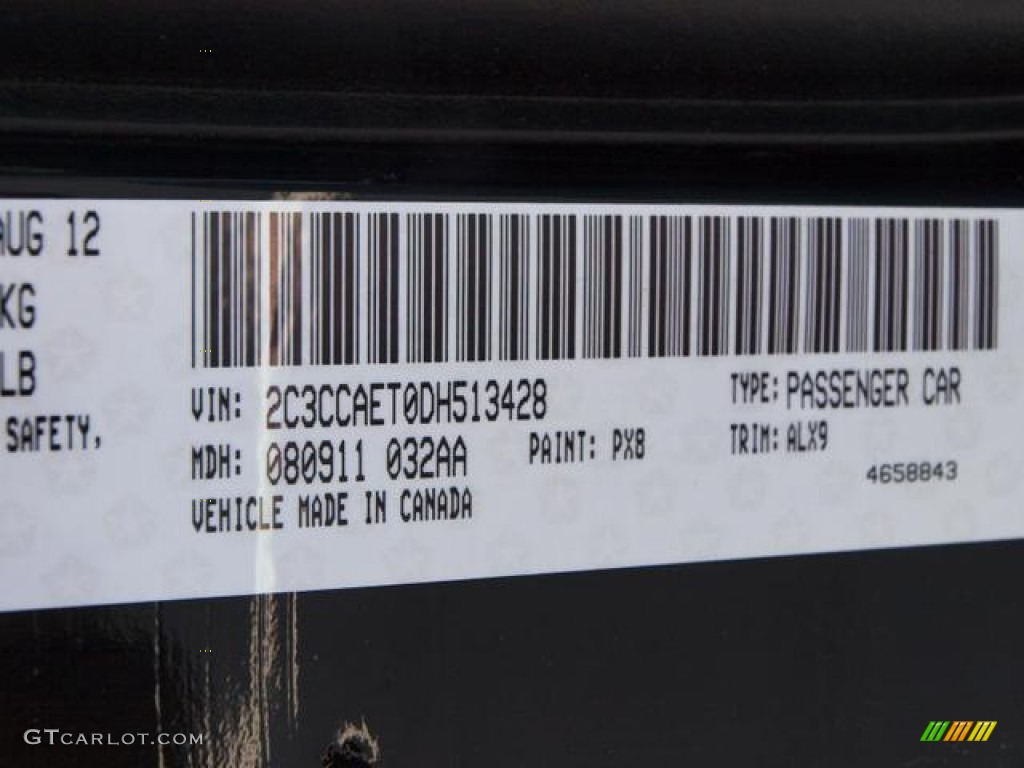 AUG 12
KG
LB
SAFETY,
VIN: 2C3CCAET0DH513428
TYPE: PASSENGER CAR
MDH: 080911 032AA
PAINT: PX8
TRIM: ALX9
4658843
VEHICLE MADE IN CANADA
GTCARLOT.COM